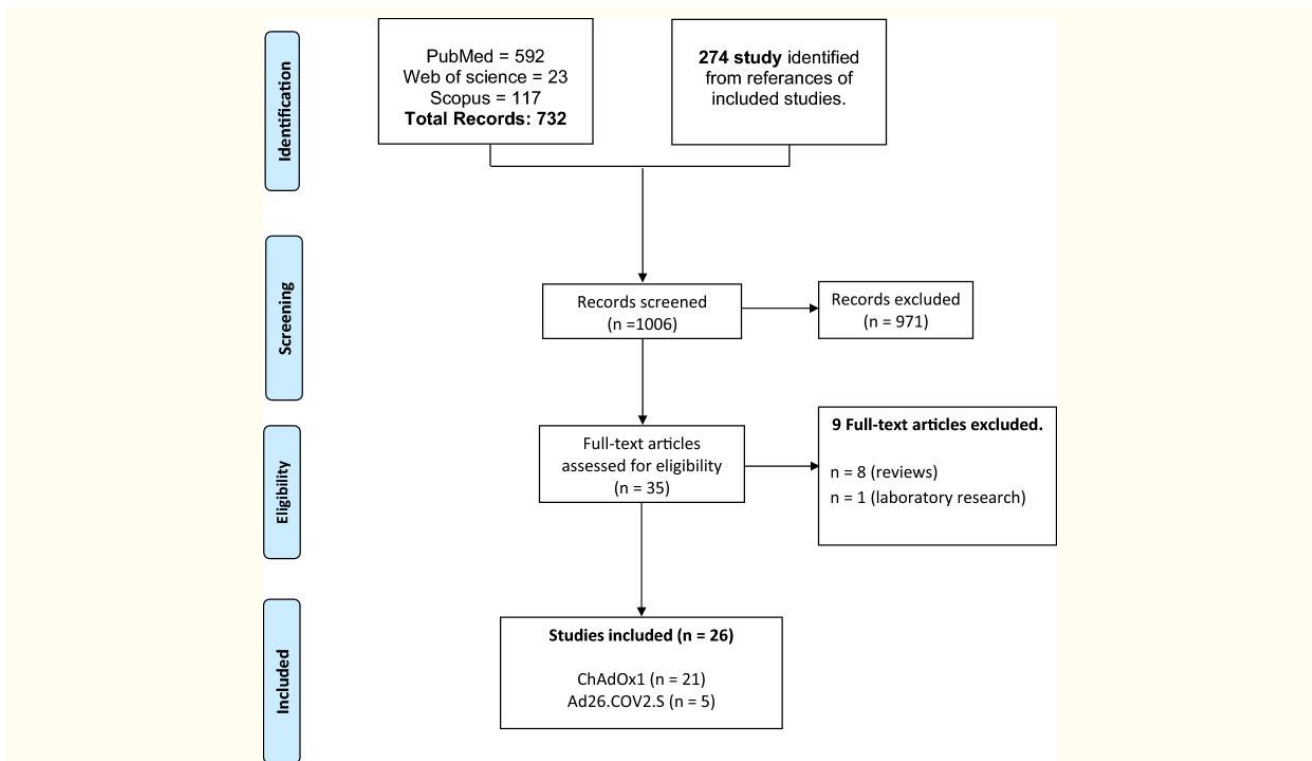 Identification
PubMed = 592
Web of science = 23
Scopus = 117
Total Records: 732
274 study identified
from referances of
included studies.
Screening
Records screened
(n =1006)
Records excluded
(n = 971)
Eligibility
Full-text articles
assessed for eligibility
(n = 35)
9 Full-text articles excluded.
n = 8 (reviews)
n = 1 (laboratory research)
Included
Studies included (n = 26)
ChAdOx1 (n = 21)
Ad26.COV2.S (n = 5)